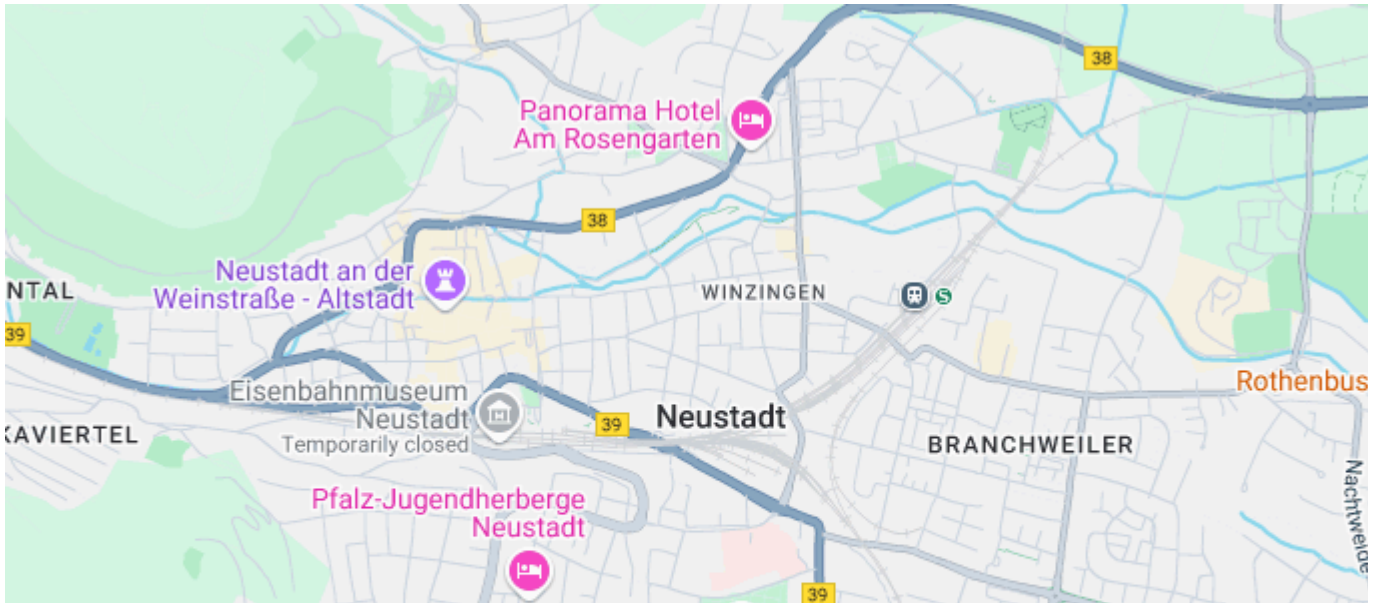 38
Panorama Hotel
Am Rosengarten
38
Neustadt an der
Weinstraße - Altstadt
NTAL
WINZINGEN
S
39
Eisenbahnmuseum
Neustadt
Temporarily closed
Rothenbus
39
Neustadt
KAVIERTEL
BRANCHWEILER
Nachtweide
Pfalz-Jugendherberge
Neustadt
39